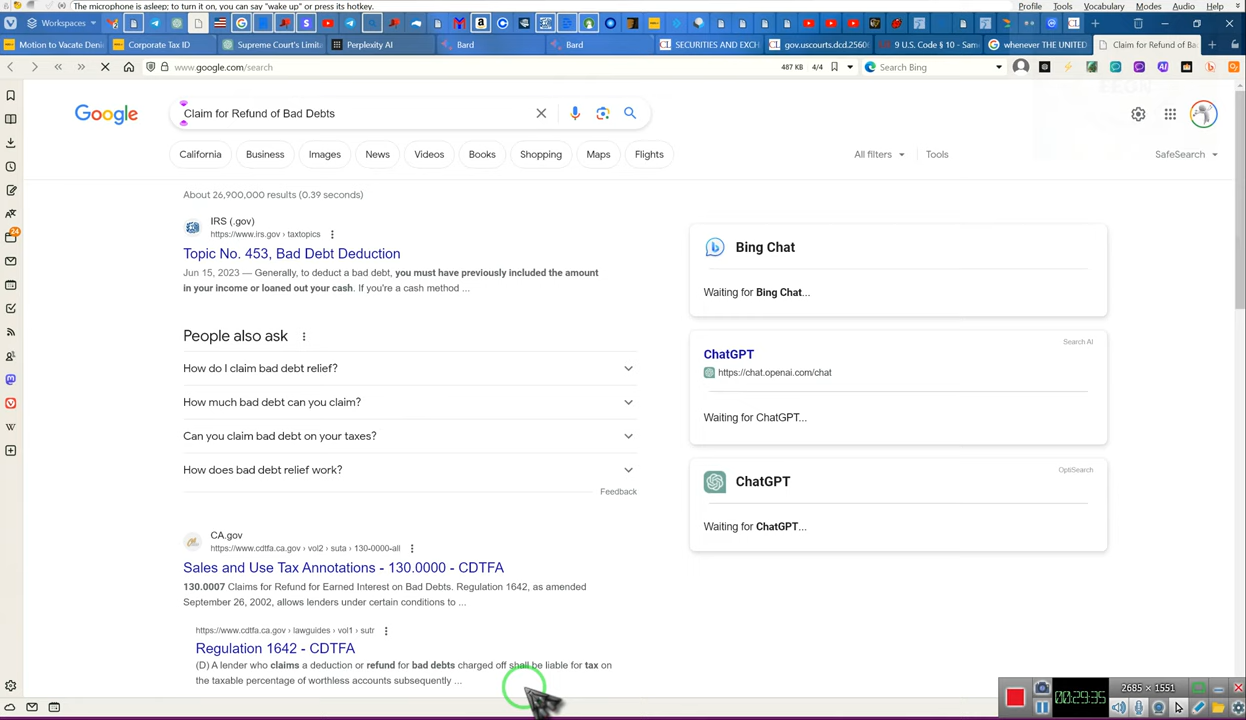 The microphone is asleep; to turn it on, you can say "wake up" or press its hotkey.
Profile Tools Vocabulary Modes Audio Help
Workspaces
Motion to Vacate Deni
Corporate Tax ID
Supreme Court's Limita
Perplexity AI
Bard
Bard
SECURITIES AND EXCH
gov.uscourts.dcd.2560
9 U.S. Code § 10 - Sam
whenever THE UNITED
Claim for Refund of Ba
www.google.com/search
487 KB 4/4
Search Bing
Google
Claim for Refund of Bad Debts
California
Business
Images
News
Videos
Books
Shopping
Maps
Flights
All filters
Tools
SafeSearch
About 26,900,000 results (0.39 seconds)
IRS (.gov)
https://www.irs.gov › taxtopics
Topic No. 453, Bad Debt Deduction
Jun 15, 2023 — Generally, to deduct a bad debt, you must have previously included the amount
in your income or loaned out your cash. If you're a cash method ...
People also ask
How do I claim bad debt relief?
How much bad debt can you claim?
Can you claim bad debt on your taxes?
How does bad debt relief work?
Feedback
CA.gov
https://www.cdtfa.ca.gov › vol2 › suta › 130-0000-all
Sales and Use Tax Annotations - 130.0000 - CDTFA
130.0007 Claims for Refund for Earned Interest on Bad Debts. Regulation 1642, as amended
September 26, 2002, allows lenders under certain conditions to ...
https://www.cdtfa.ca.gov › lawguides › vol1 › sutr
Regulation 1642 - CDTFA
(D) A lender who claims a deduction or refund for bad debts charged off shall be liable for tax on
the taxable percentage of worthless accounts subsequently ...
Bing Chat
Waiting for Bing Chat...
Search AI
ChatGPT
https://chat.openai.com/chat
Waiting for ChatGPT...
OptiSearch
ChatGPT
Waiting for ChatGPT...
24
00:29:35
2685 × 1551